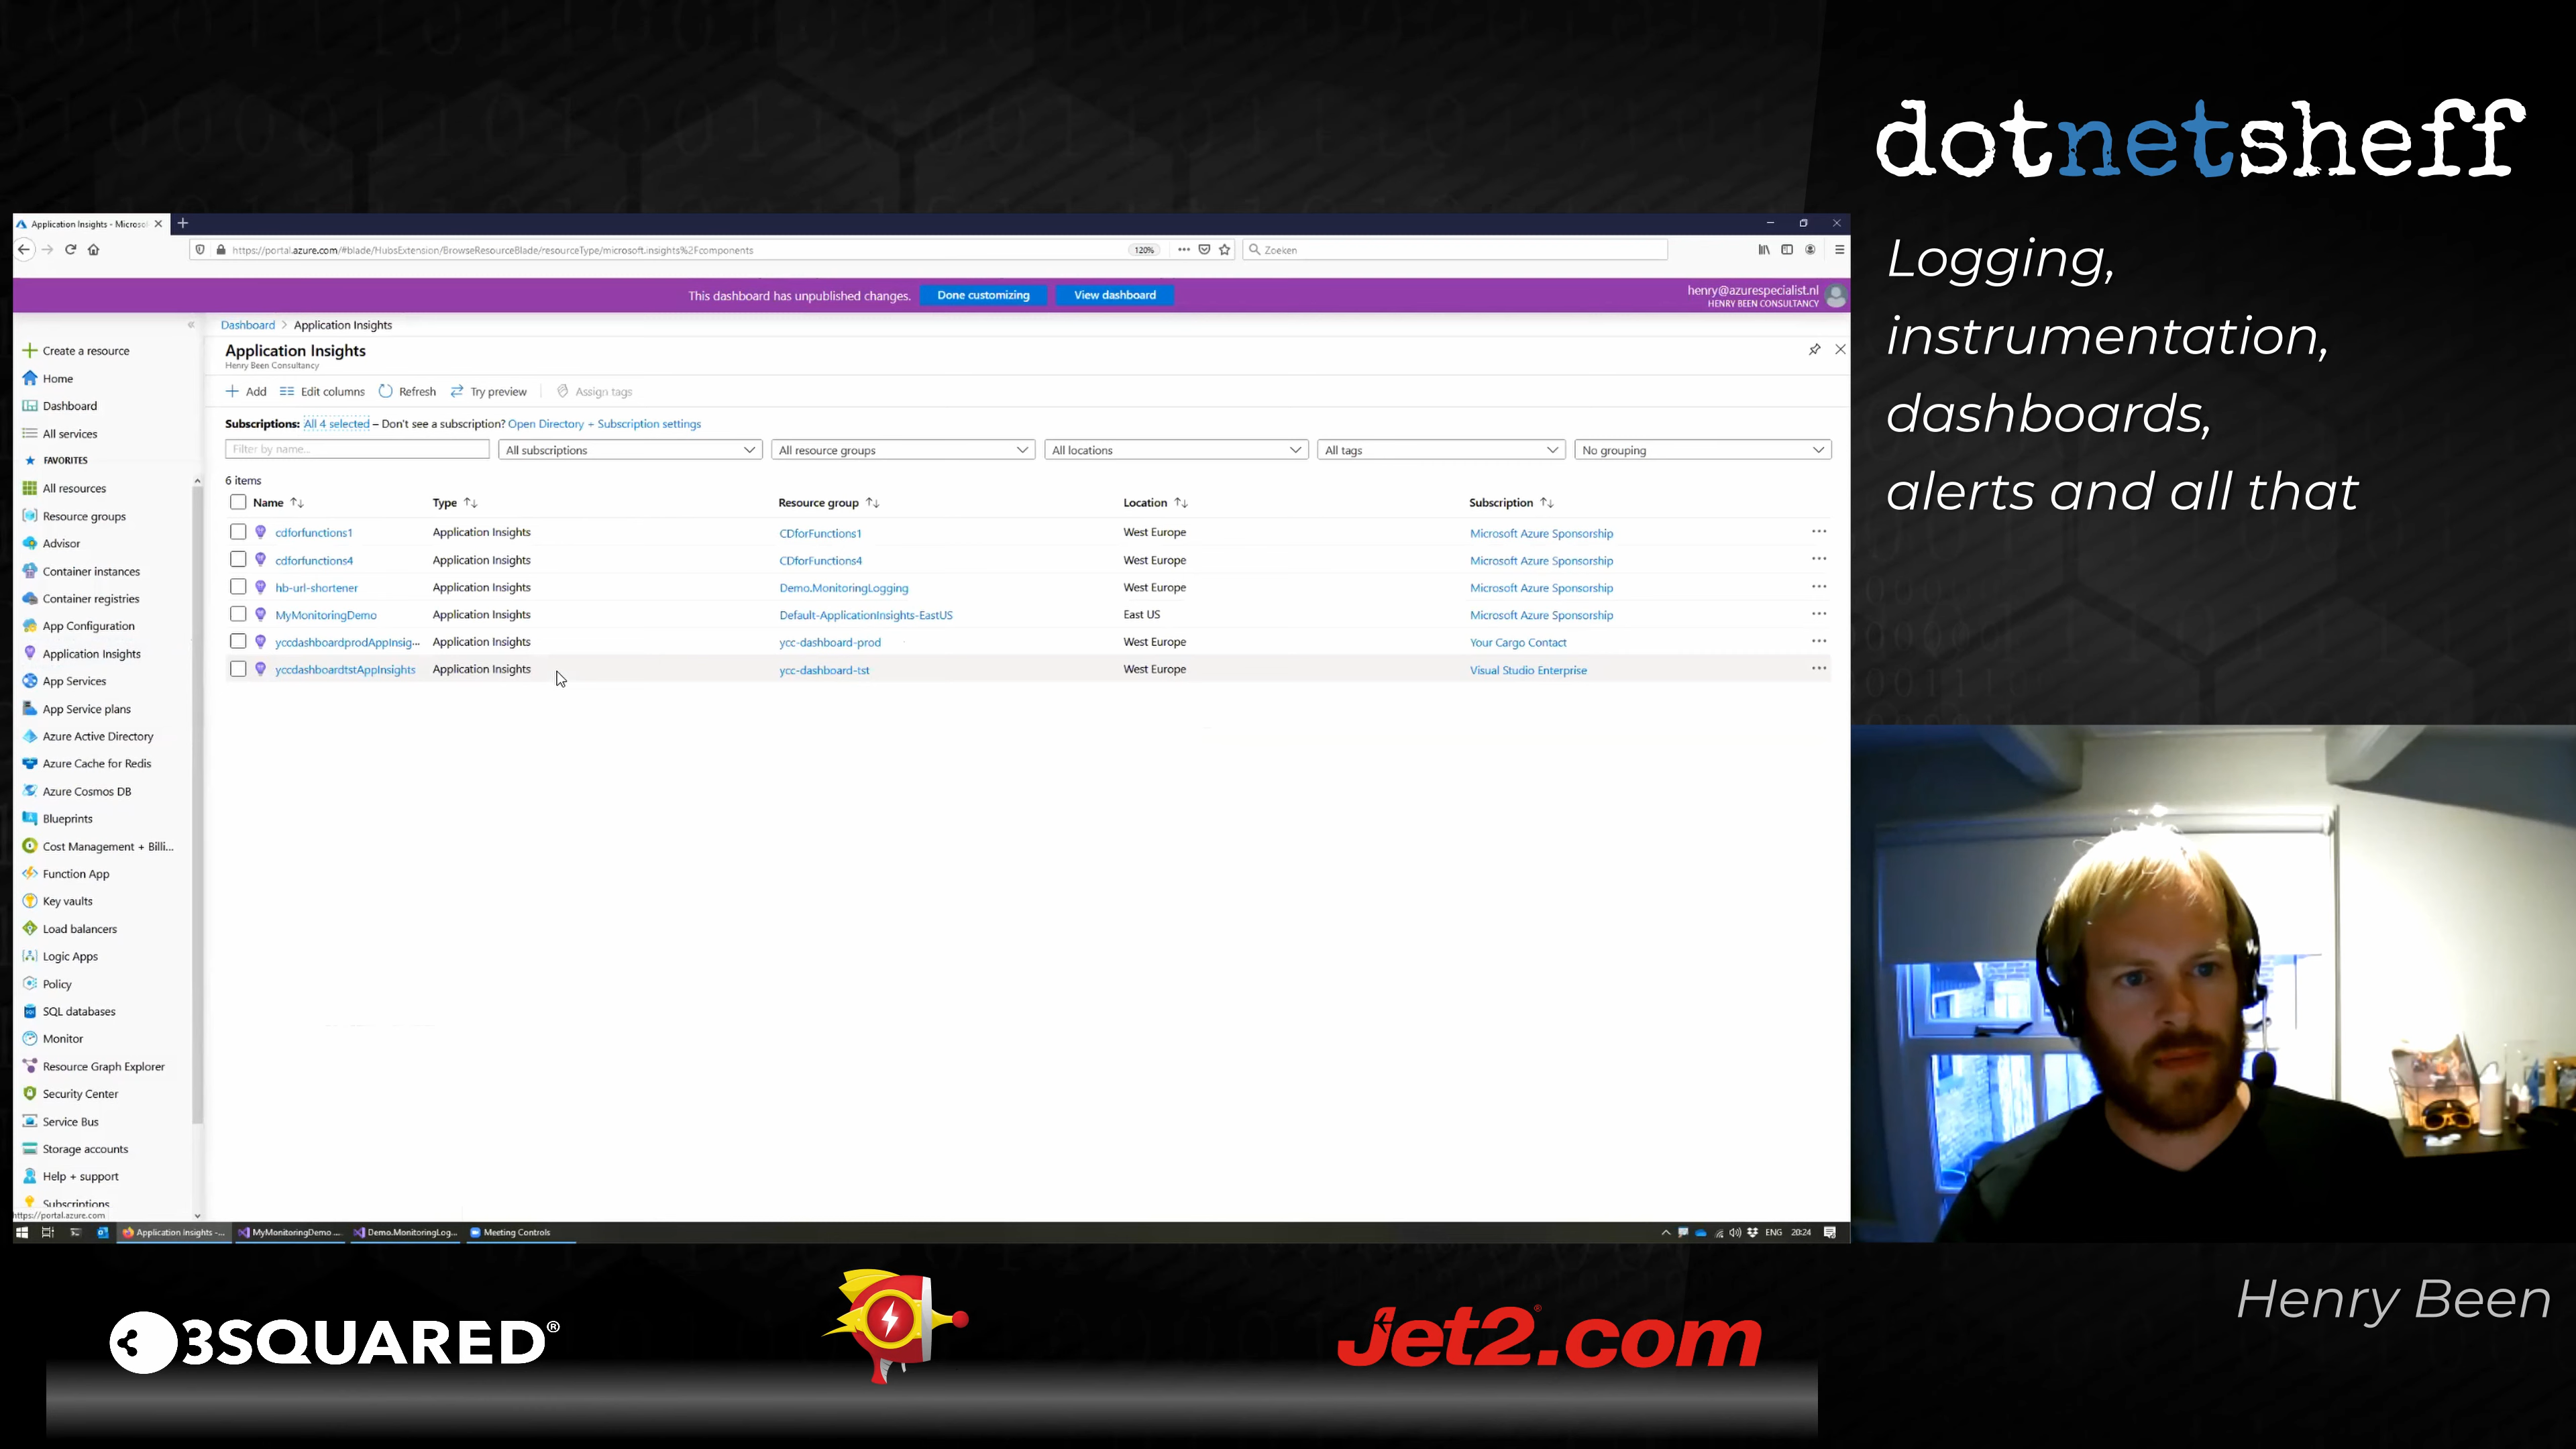 dotnetsheff
Logging,
instrumentation,
dashboards,
alerts and all that
Application Insights - Microso
https://portal.azure.com/#blade/HubsExtension/BrowseResourceBlade/resourceType/microsoft.insights%2Fcomponents
120%
Zoeken
This dashboard has unpublished changes. Done customizing View dashboard
henry@azurespecialist.nl
HENRY BEEN CONSULTANCY
Dashboard > Application Insights
Application Insights
Henry Been Consultancy
Add Edit columns Refresh Try preview Assign tags
Subscriptions: All 4 selected – Don't see a subscription? Open Directory + Subscription settings
Filter by name... All subscriptions All resource groups All locations All tags No grouping
6 items
Name Type Resource group Location Subscription
cdforfunctions1 Application Insights CDforFunctions1 West Europe Microsoft Azure Sponsorship
cdforfunctions4 Application Insights CDforFunctions4 West Europe Microsoft Azure Sponsorship
hb-url-shortener Application Insights Demo.MonitoringLogging West Europe Microsoft Azure Sponsorship
MyMonitoringDemo Application Insights Default-ApplicationInsights-EastUS East US Microsoft Azure Sponsorship
yccdashboardprodAppInsig... Application Insights ycc-dashboard-prod West Europe Your Cargo Contact
yccdashboardtstAppInsights Application Insights ycc-dashboard-tst West Europe Visual Studio Enterprise
Create a resource
Home
Dashboard
All services
FAVORITES
All resources
Resource groups
Advisor
Container instances
Container registries
App Configuration
Application Insights
App Services
App Service plans
Azure Active Directory
Azure Cache for Redis
Azure Cosmos DB
Blueprints
Cost Management + Billi...
Function App
Key vaults
Load balancers
Logic Apps
Policy
SQL databases
Monitor
Resource Graph Explorer
Security Center
Service Bus
Storage accounts
Help + support
Subscriptions
https://portal.azure.com
Application Insights -... MyMonitoringDemo ... Demo.MonitoringLog... Meeting Controls
ENG 20:24
Henry Been
3SQUARED®
Jet2.com